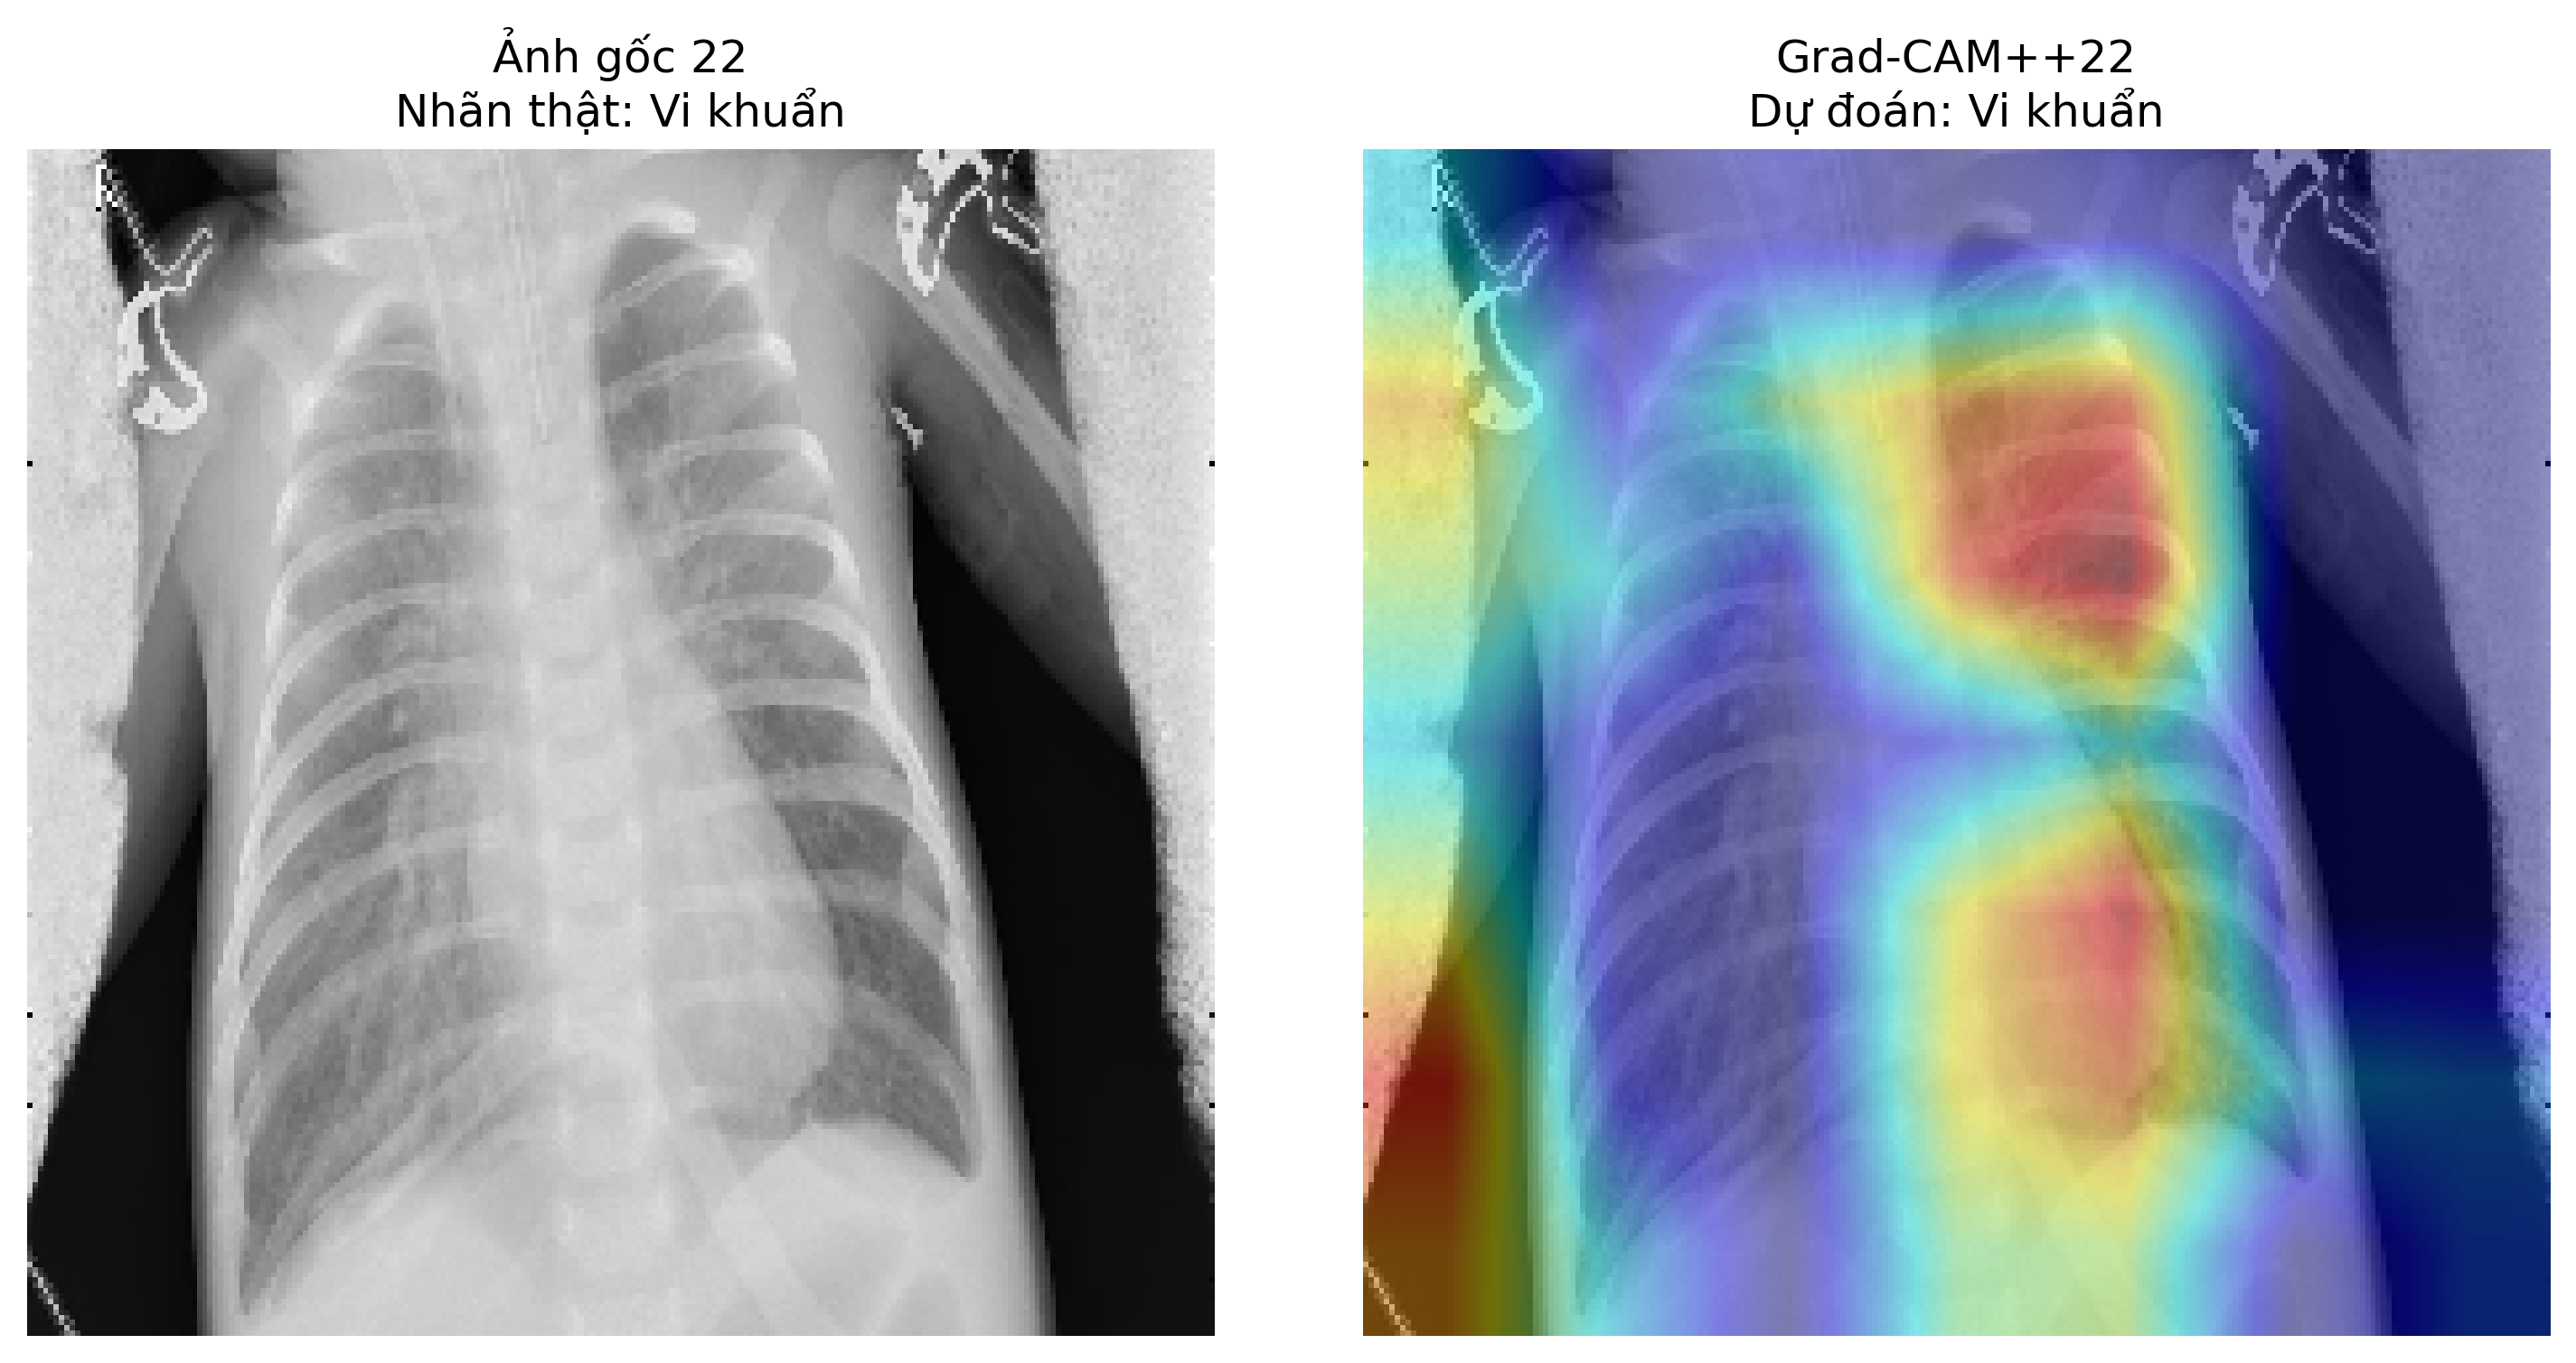 Ảnh gốc 22
Nhãn thật: Vi khuẩn
Grad-CAM++22
Dự đoán: Vi khuẩn